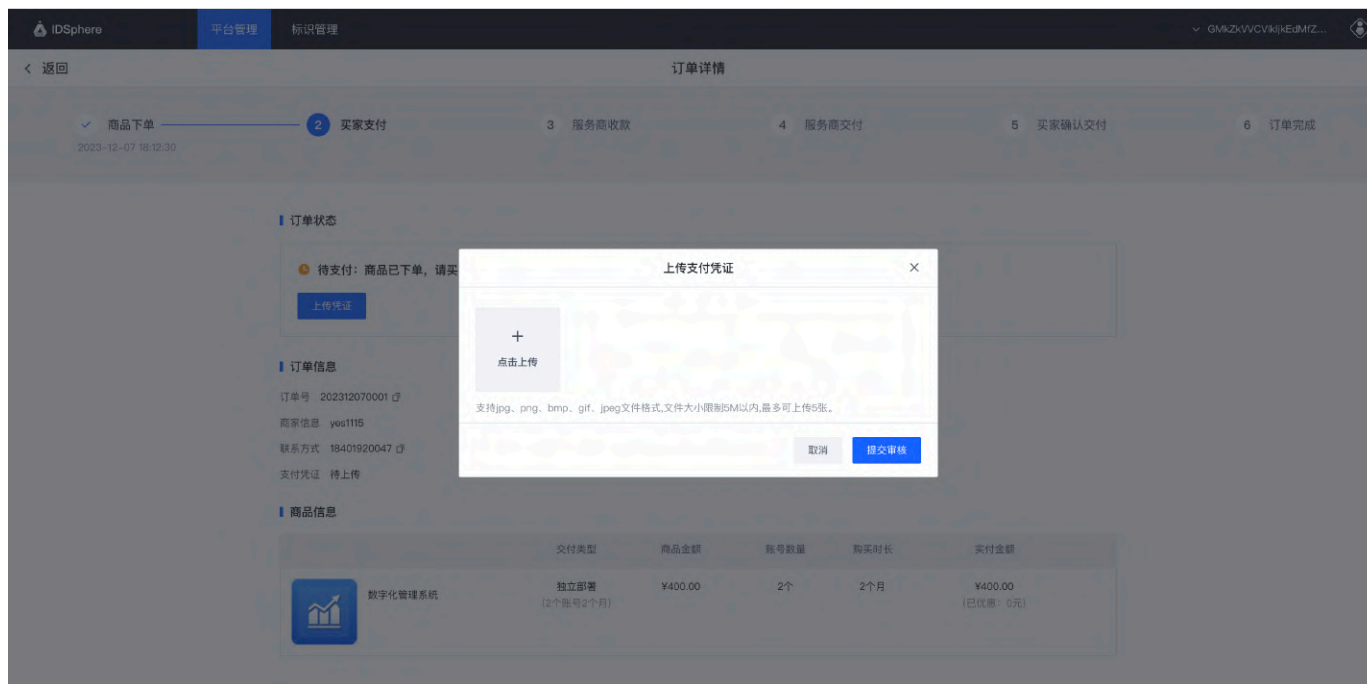 IDSphere 平台管理 标识管理
< 返回 订单详情
商品下单 2 买家支付 3 服务商收款 4 服务商交付 5 买家确认交付 6 订单完成
2023-12-07 18:12:30
订单状态
待支付：商品已下单，请买
上传凭证
上传支付凭证
+
点击上传
支持jpg、png、bmp、gif、jpeg文件格式,文件大小限制5M以内,最多可上传5张。
取消 提交审核
订单信息
订单号 202312070001
商家信息 yes1115
联系方式 18401920047
支付凭证 待上传
商品信息
交付类型 商品金额 账号数量 购买时长 实付金额
数字化管理系统 独立部署 ¥400.00 2个 2个月 ¥400.00
(2个账号2个月) (已优惠：0元)